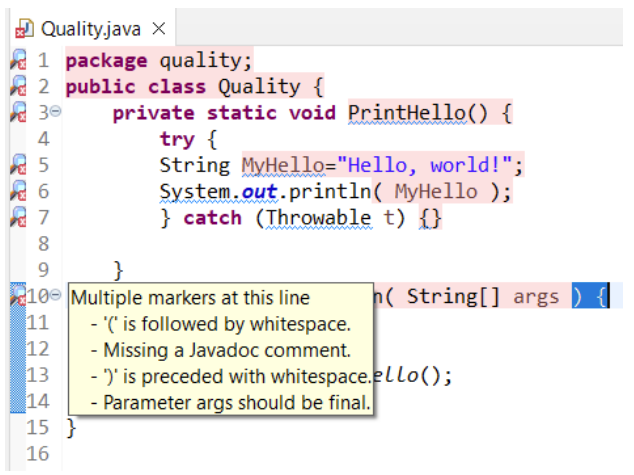 Quality.java ×
1 package quality;
2 public class Quality {
3 private static void PrintHello() {
4 try {
5 String MyHello="Hello, world!";
6 System.out.println( MyHello );
7 } catch (Throwable t) {}
8
9 }
10 n( String[] args ) {
Multiple markers at this line
11 - '(' is followed by whitespace.
12 - Missing a Javadoc comment.
13 - ')' is preceded with whitespace. ello();
14 - Parameter args should be final.
15 }
16